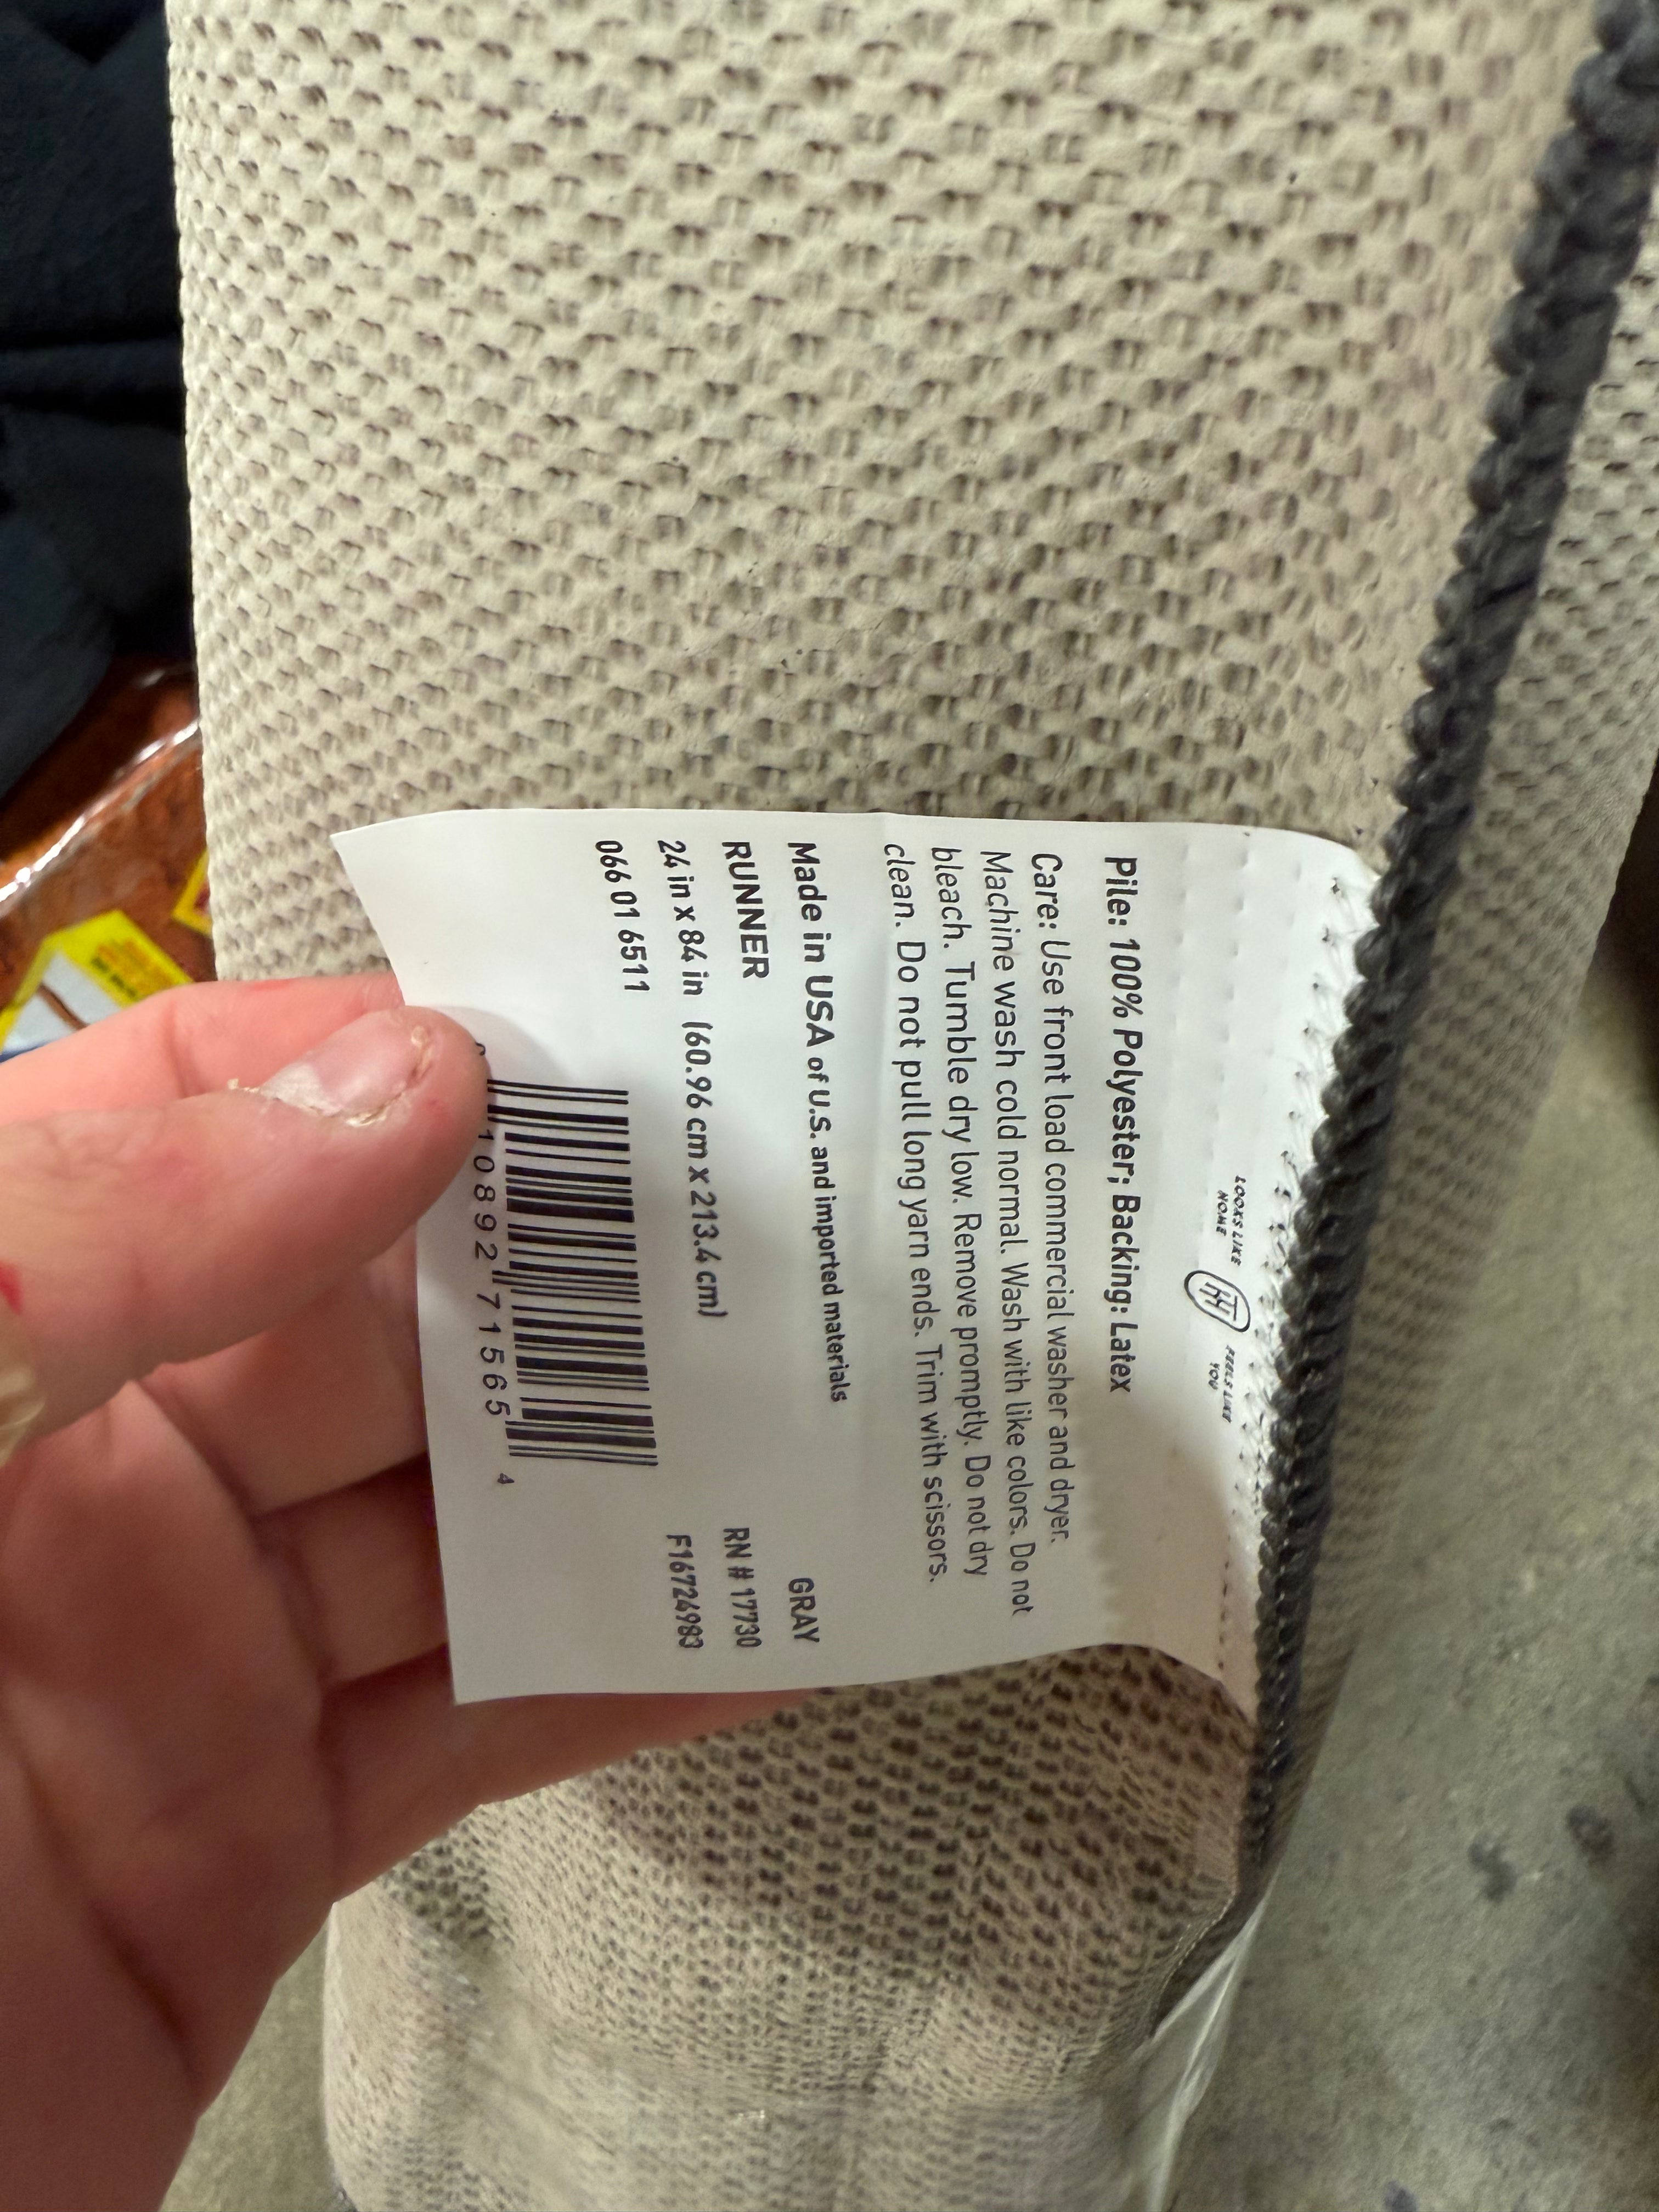 LOOKS LIKE
HOME
FEELS LIKE
YOU
Pile: 100% Polyester; Backing: Latex
Care: Use front load commercial washer and dryer.
Machine wash cold normal. Wash with like colors. Do not
bleach. Tumble dry low. Remove promptly. Do not dry
clean. Do not pull long yarn ends. Trim with scissors.
Made in USA of U.S. and imported materials
GRAY
RUNNER
RN # 17730
24 in x 84 in (60.96 cm x 213.4 cm)
F16724983
066 01 6511
10892 71565 4